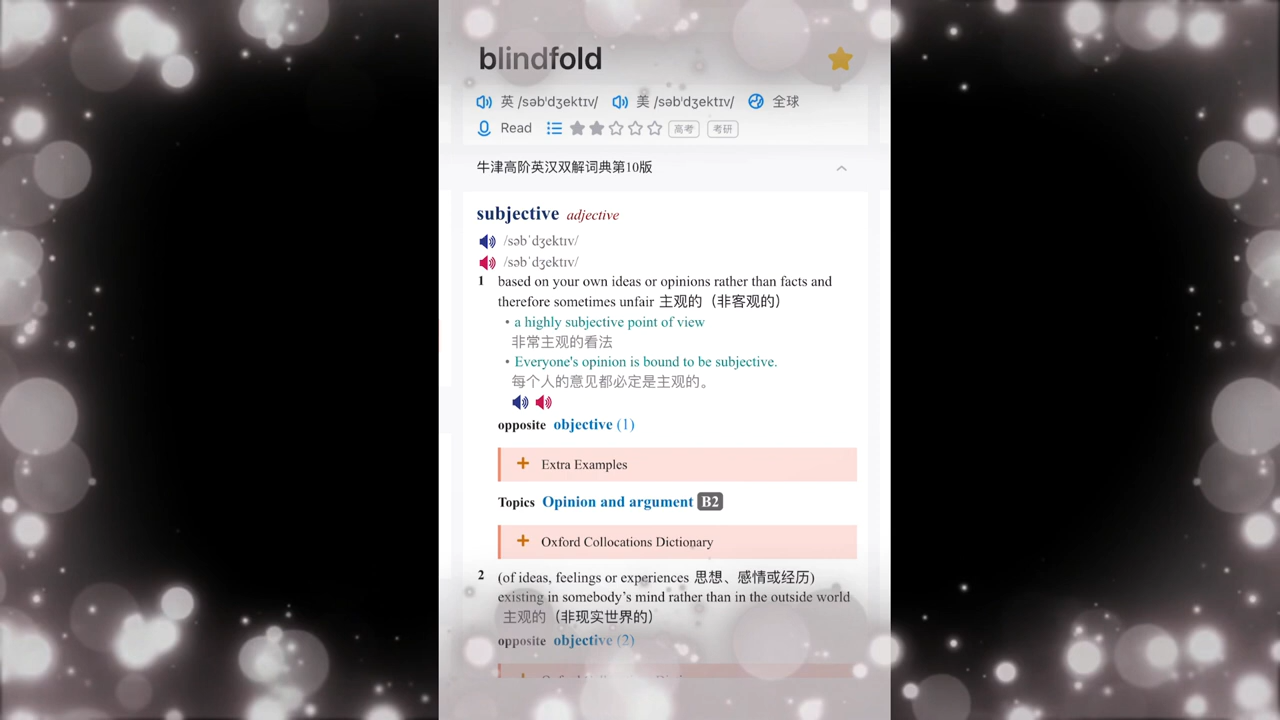 blindfold
英 /səbˈdʒektɪv/ 美 /səbˈdʒektɪv/ 全球
Read 高考 考研
牛津高阶英汉双解词典第10版
subjective adjective
/səbˈdʒektɪv/
/səbˈdʒektɪv/
1 based on your own ideas or opinions rather than facts and
therefore sometimes unfair 主观的（非客观的）
• a highly subjective point of view
非常主观的看法
• Everyone's opinion is bound to be subjective.
每个人的意见都必定是主观的。
opposite objective (1)
+ Extra Examples
Topics Opinion and argument B2
+ Oxford Collocations Dictionary
2 (of ideas, feelings or experiences 思想、感情或经历)
existing in somebody’s mind rather than in the outside world
主观的（非现实世界的）
opposite objective (2)